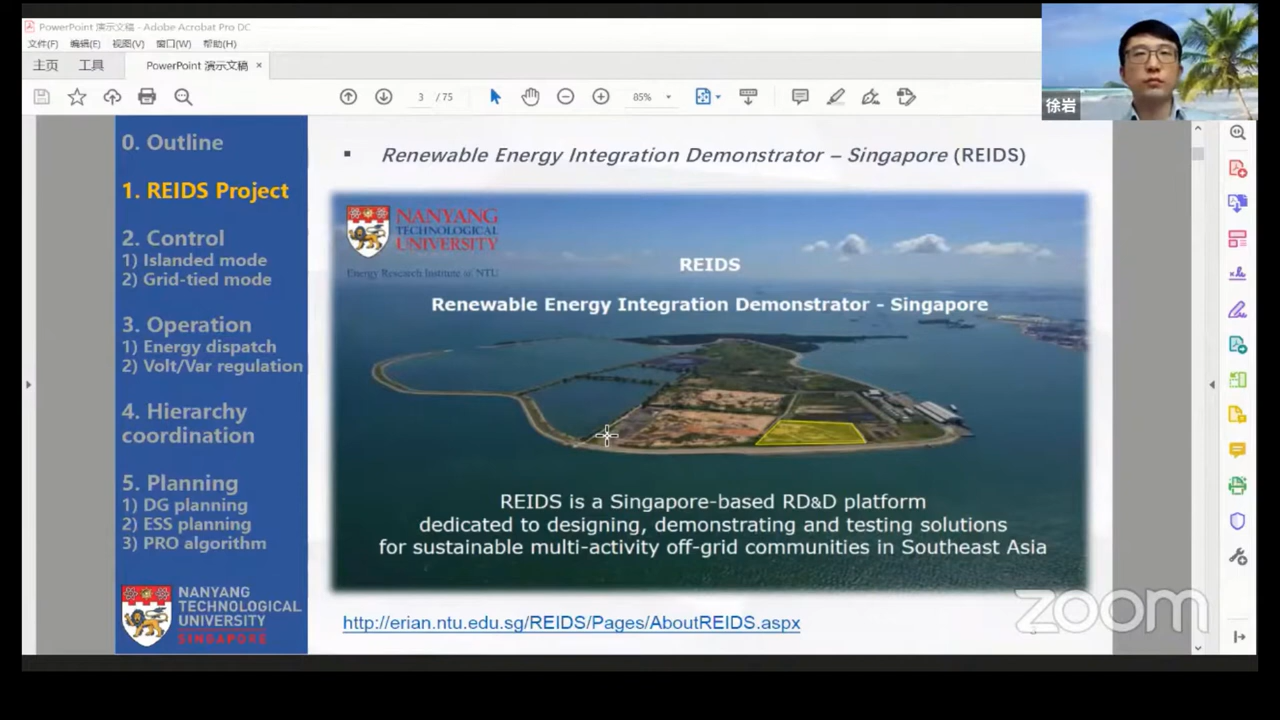 PowerPoint 演示文稿 - Adobe Acrobat Pro DC
文件(F) 编辑(E) 视图(V) 窗口(W) 帮助(H)
主页 工具 PowerPoint 演示文稿 ×
3 / 75 85%
徐岩
0. Outline
1. REIDS Project
2. Control
1) Islanded mode
2) Grid-tied mode
3. Operation
1) Energy dispatch
2) Volt/Var regulation
4. Hierarchy
coordination
5. Planning
1) DG planning
2) ESS planning
3) PRO algorithm
NANYANG
TECHNOLOGICAL
UNIVERSITY
SINGAPORE
▪ Renewable Energy Integration Demonstrator – Singapore (REIDS)
NANYANG
TECHNOLOGICAL
UNIVERSITY
Energy Research Institute @ NTU
REIDS
Renewable Energy Integration Demonstrator - Singapore
REIDS is a Singapore-based RD&D platform
dedicated to designing, demonstrating and testing solutions
for sustainable multi-activity off-grid communities in Southeast Asia
http://erian.ntu.edu.sg/REIDS/Pages/AboutREIDS.aspx
zoom